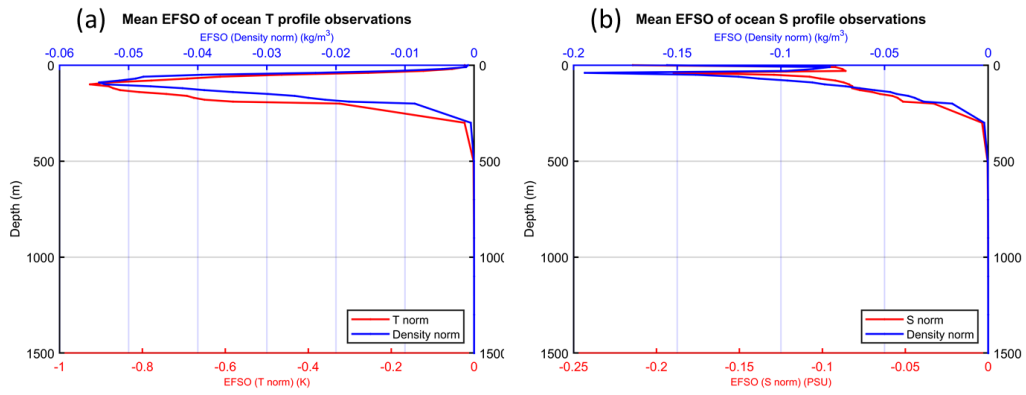 (a) Mean EFSO of ocean T profile observations
EFSO (Density norm) (kg/m³)
-0.06 -0.05 -0.04 -0.03 -0.02 -0.01 0
0 0
500 500
1000 1000
1500 1500
Depth (m)
T norm
Density norm
-1 -0.8 -0.6 -0.4 -0.2 0
EFSO (T norm) (K)
(b) Mean EFSO of ocean S profile observations
EFSO (Density norm) (kg/m³)
-0.2 -0.15 -0.1 -0.05 0
0 0
500 500
1000 1000
1500 1500
Depth (m)
S norm
Density norm
-0.25 -0.2 -0.15 -0.1 -0.05 0
EFSO (S norm) (PSU)